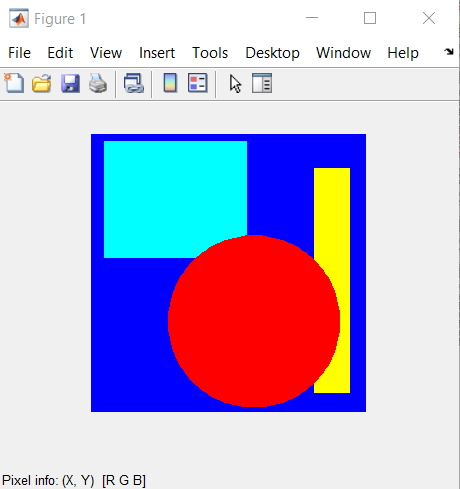 Figure 1
File Edit View Insert Tools Desktop Window Help
Pixel info: (X, Y) [R G B]